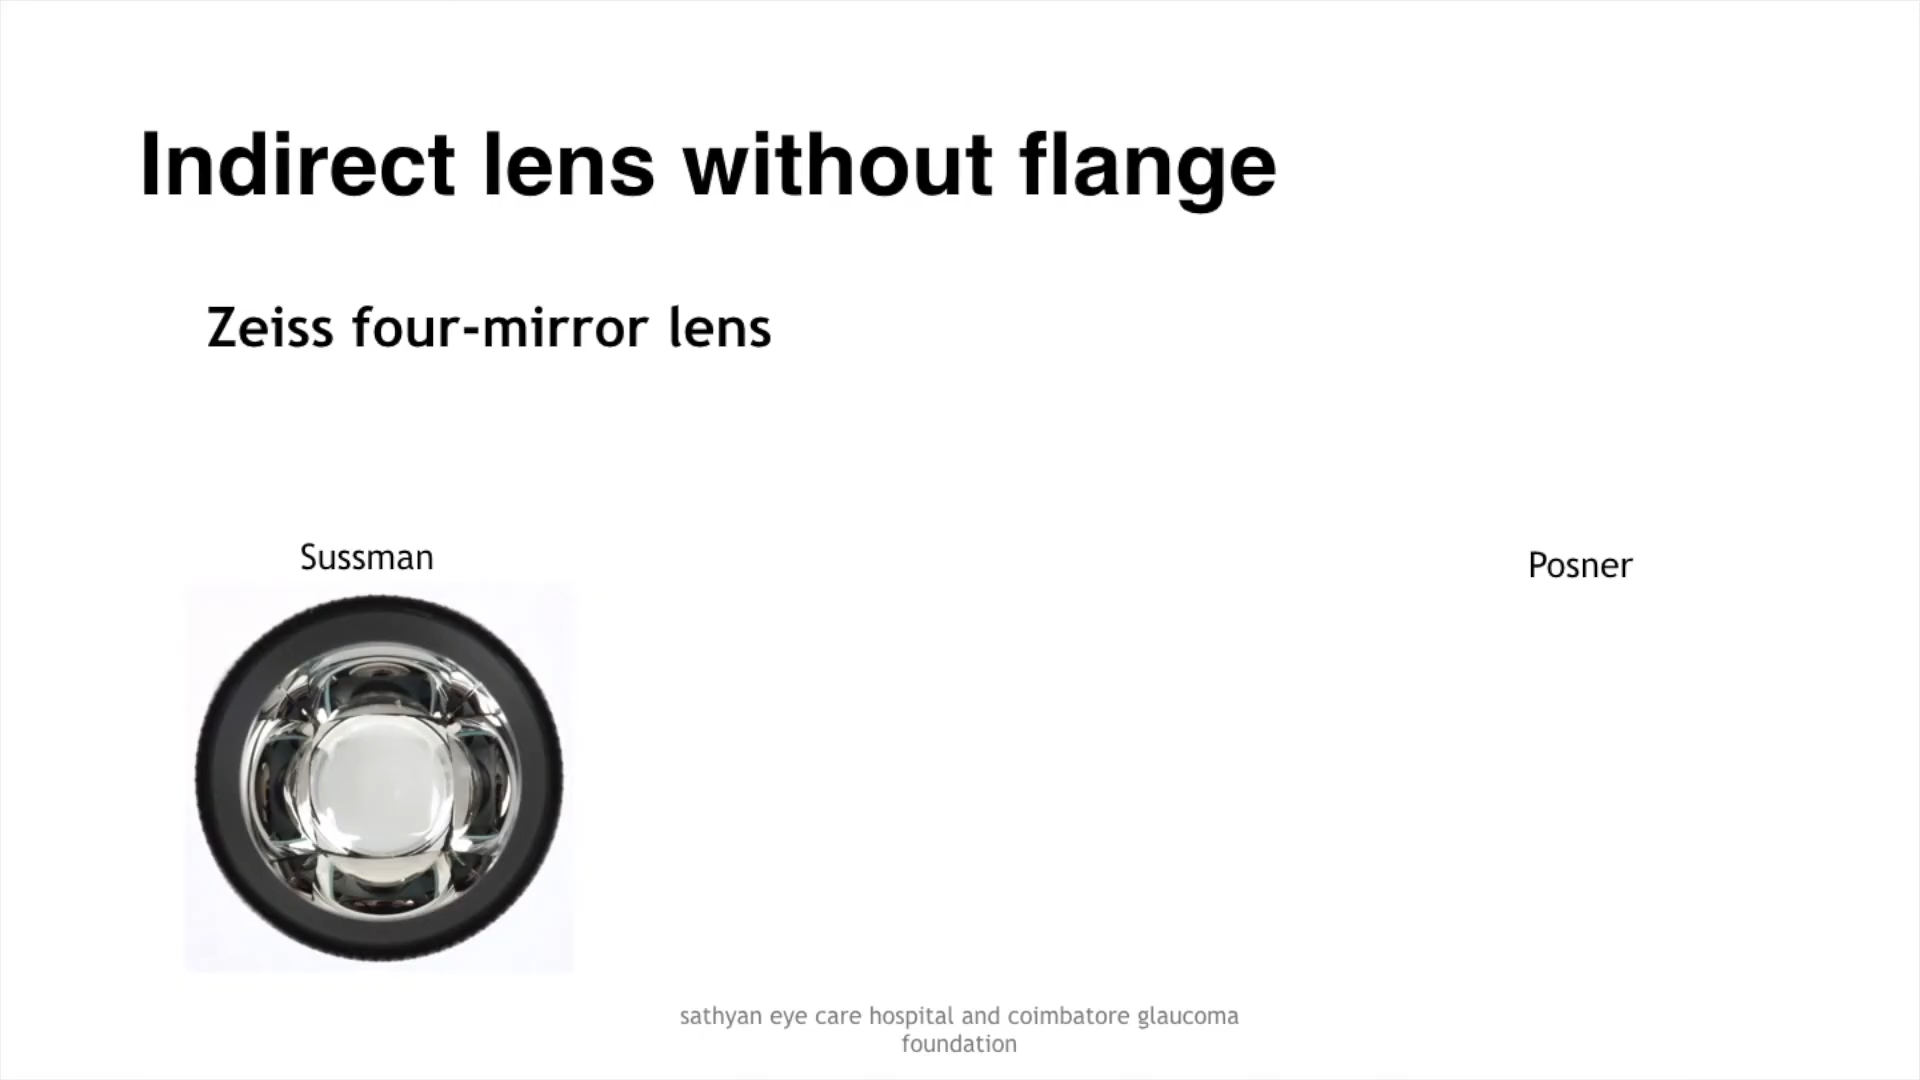 Indirect lens without flange
Zeiss four-mirror lens
Sussman
Posner
sathyan eye care hospital and coimbatore glaucoma
foundation